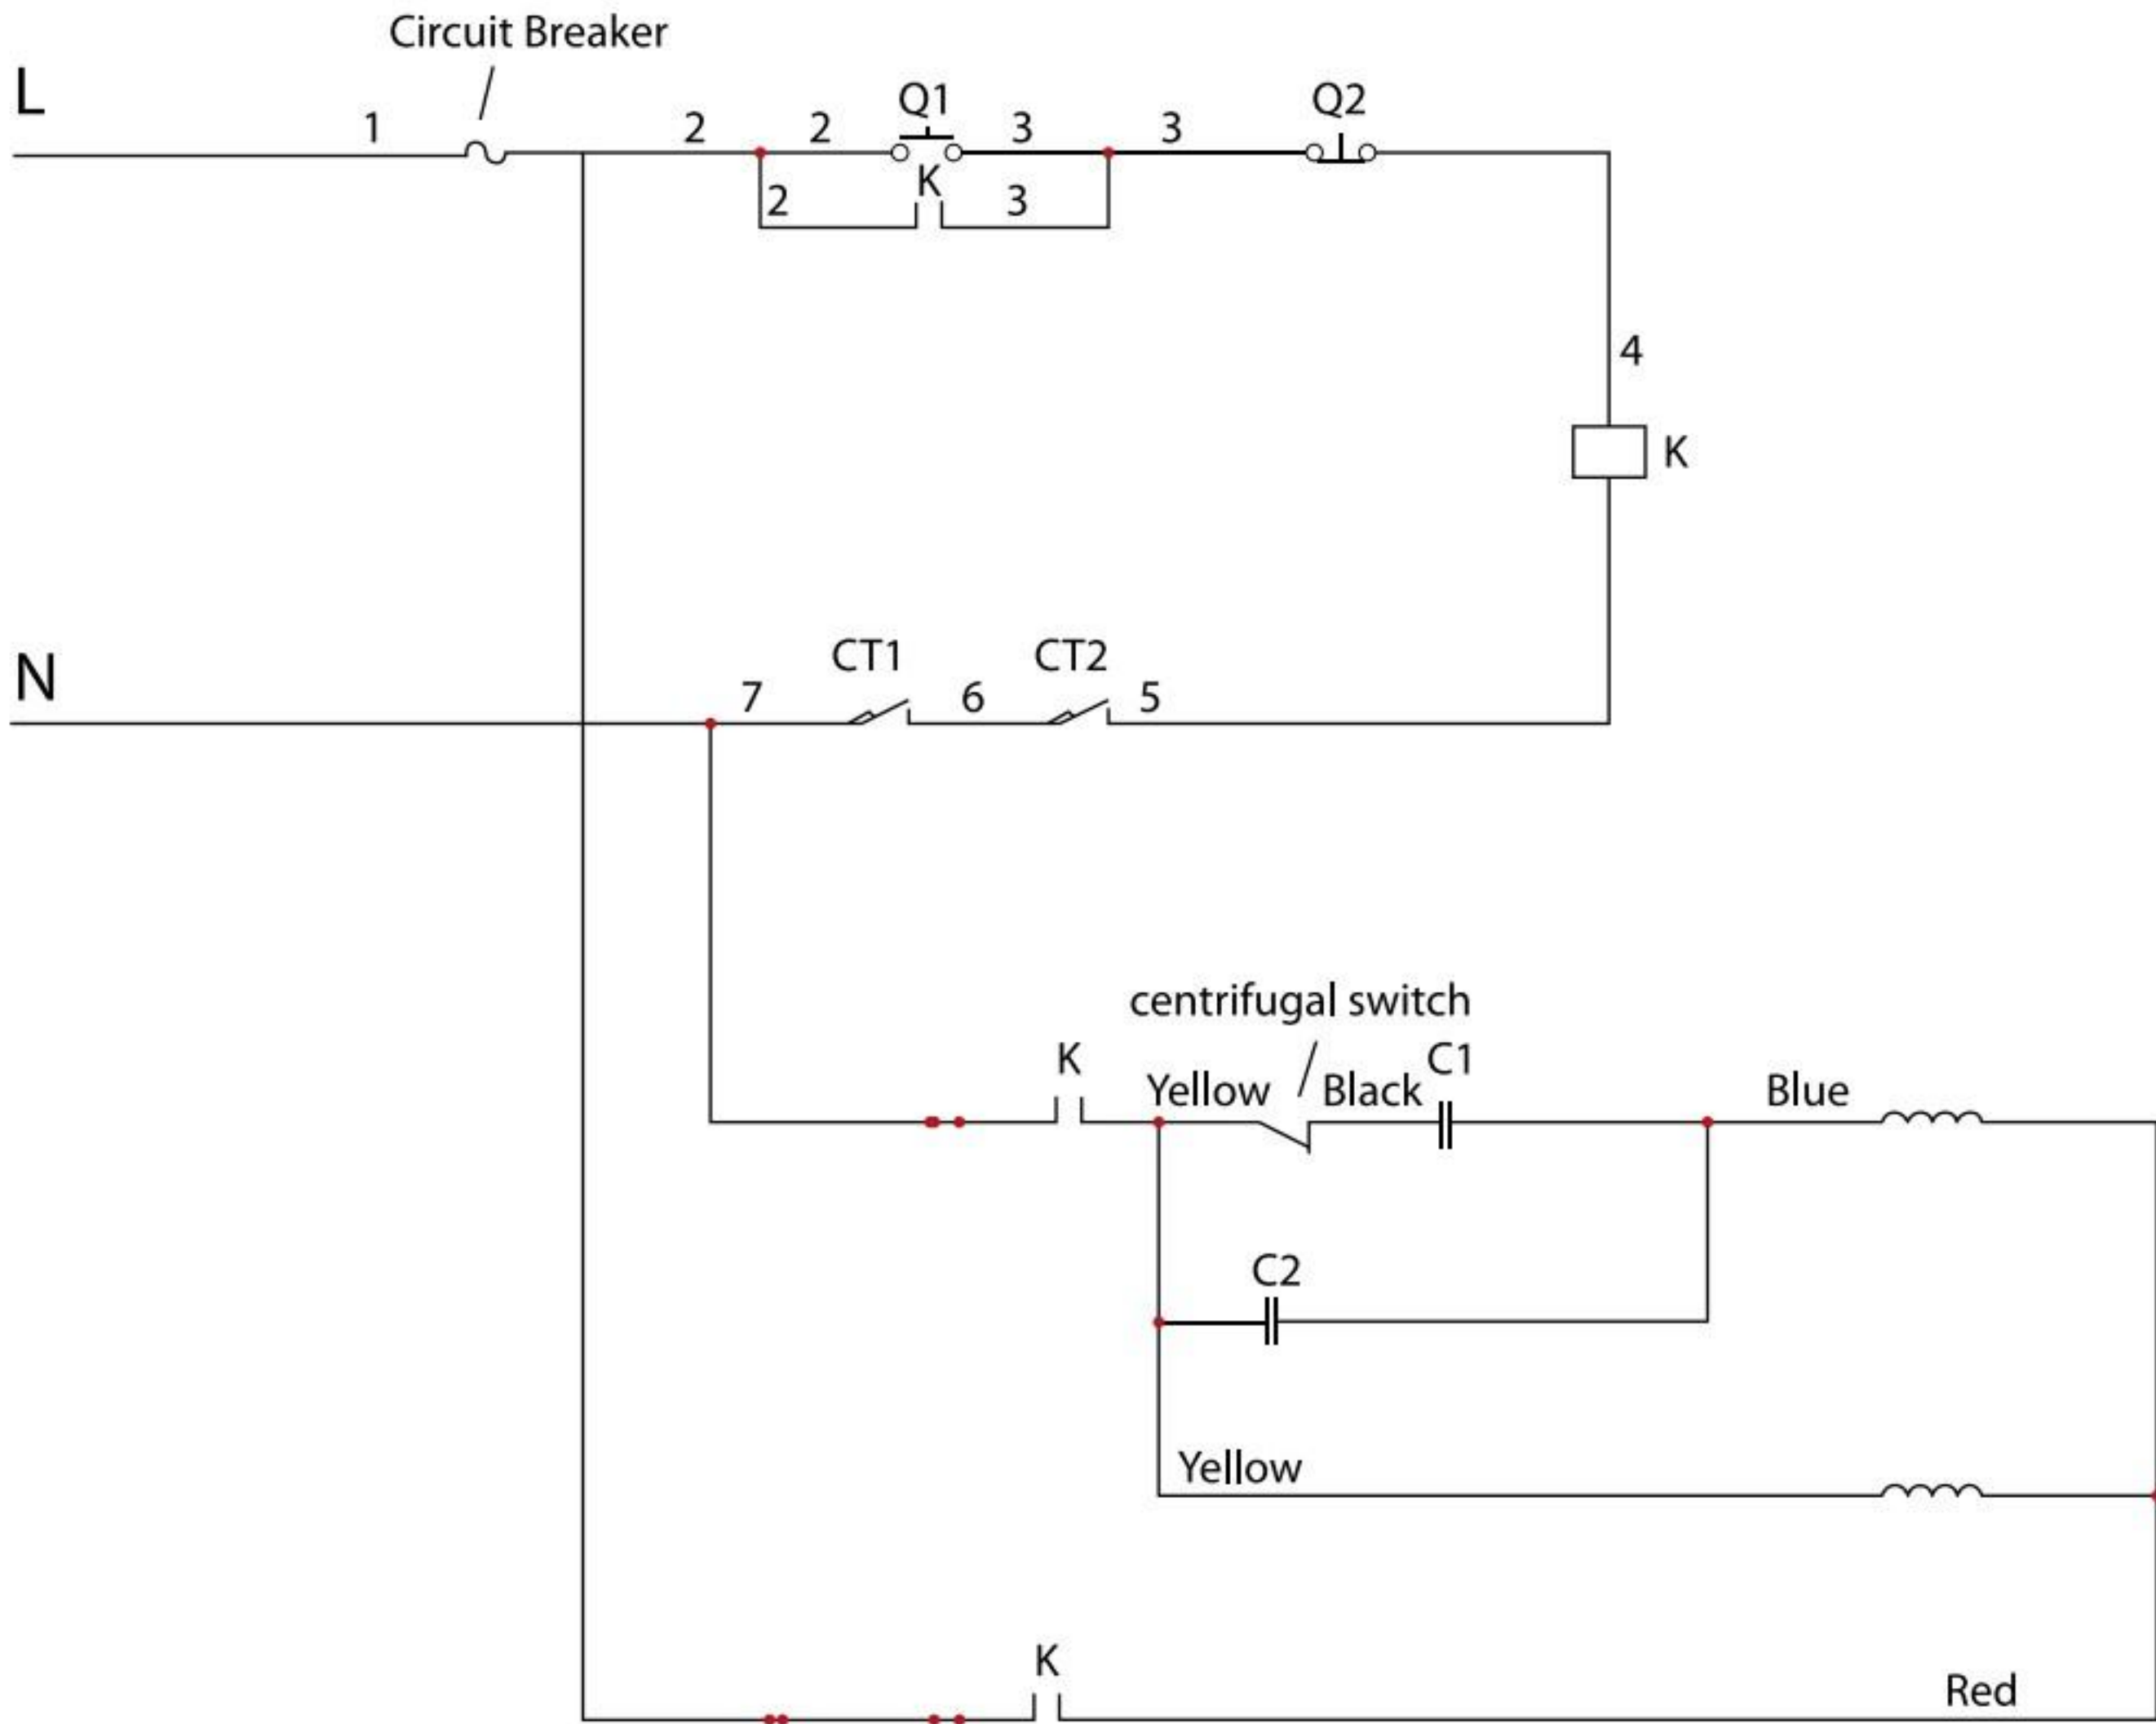 Circuit Breaker
L
1
2
2
Q1
3
3
Q2
2
K
3
4
K
N
7
CT1
6
CT2
5
centrifugal switch
K
Yellow
Black
C1
Blue
C2
Yellow
K
Red